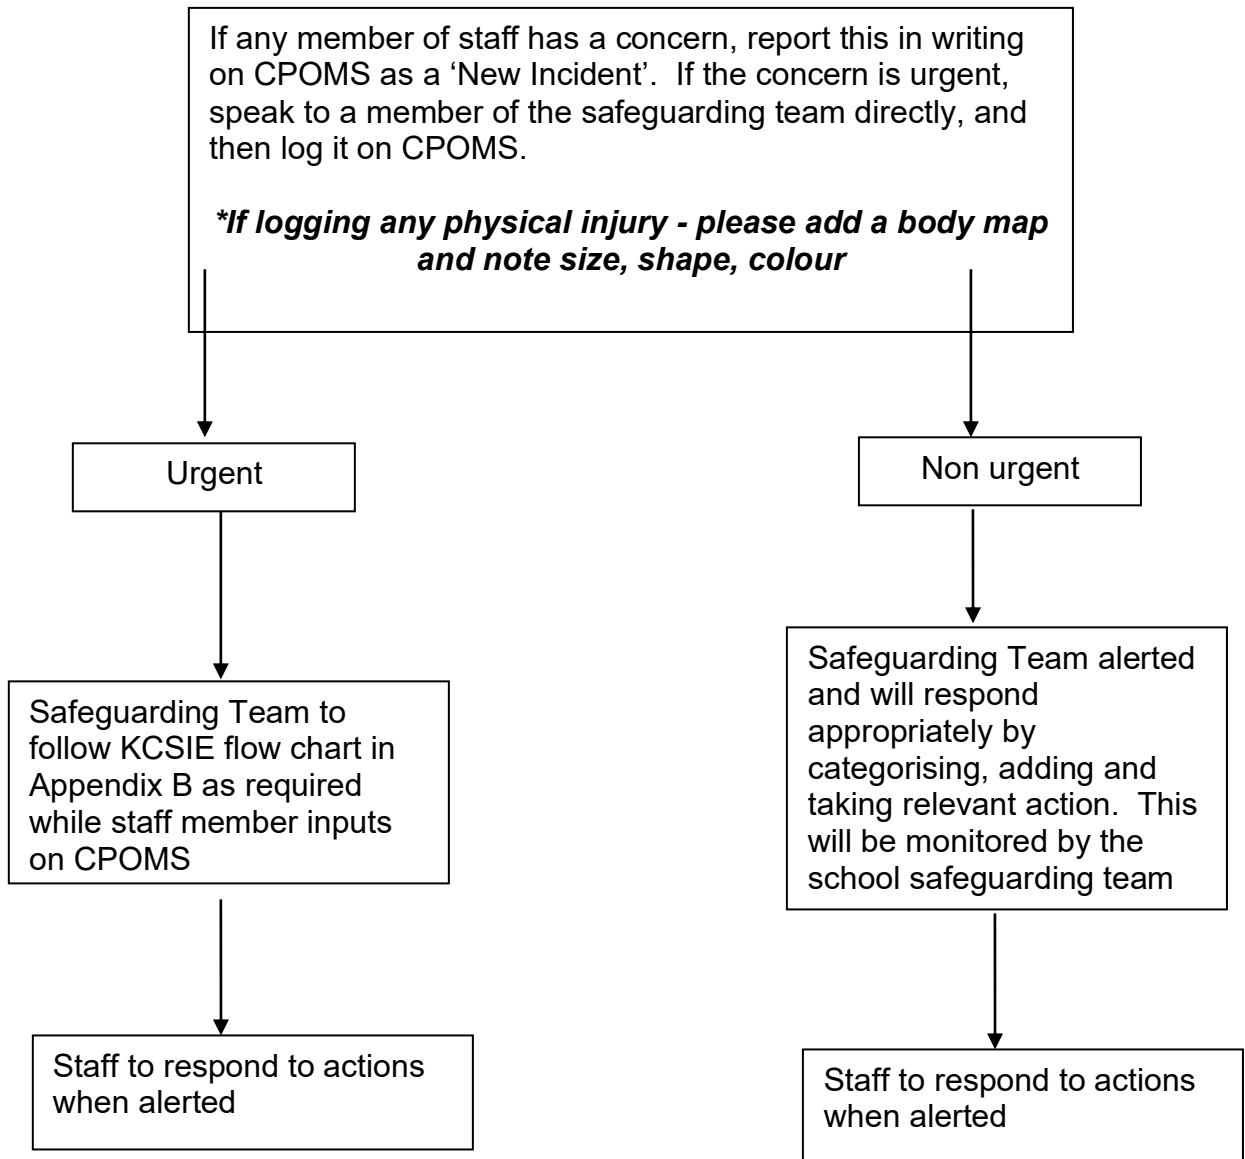 If any member of staff has a concern, report this in writing
on CPOMS as a ‘New Incident’.  If the concern is urgent,
speak to a member of the safeguarding team directly, and
then log it on CPOMS.
*If logging any physical injury - please add a body map
and note size, shape, colour
Urgent
Non urgent
Safeguarding Team to
follow KCSIE flow chart in
Appendix B as required
while staff member inputs
on CPOMS
Safeguarding Team alerted
and will respond
appropriately by
categorising, adding and
taking relevant action.  This
will be monitored by the
school safeguarding team
Staff to respond to actions
when alerted
Staff to respond to actions
when alerted